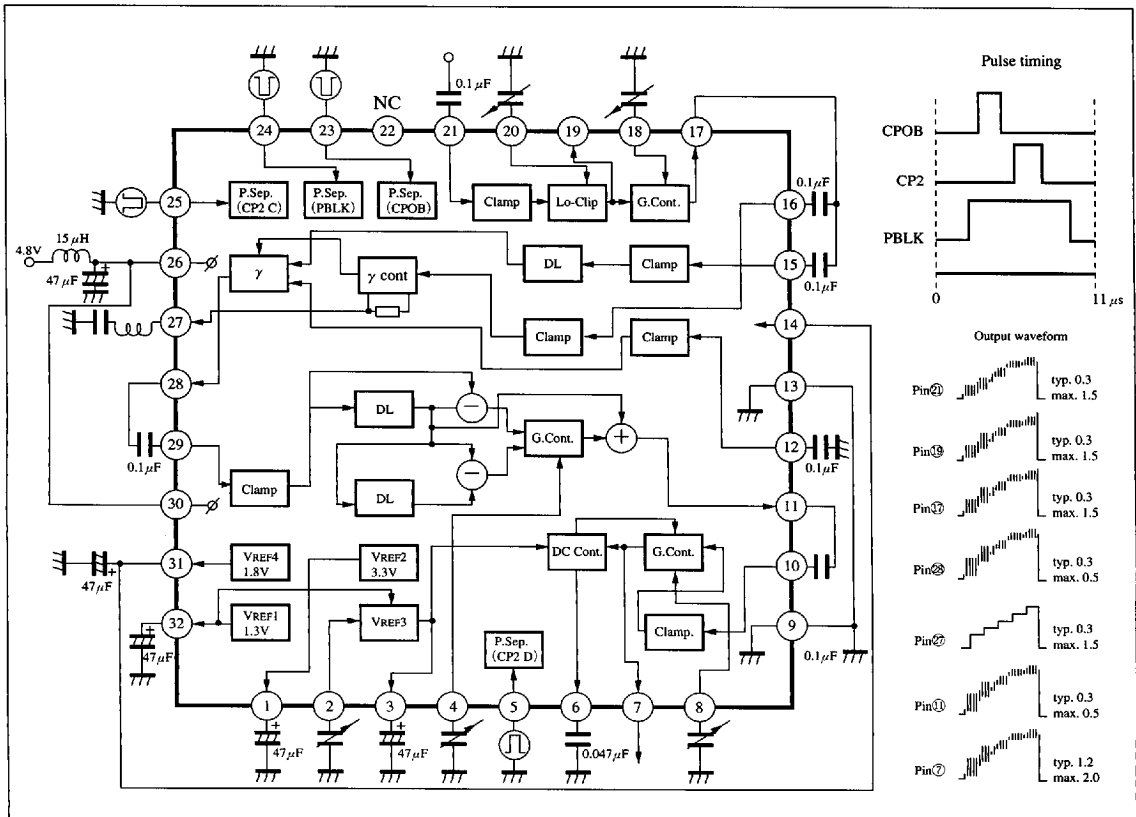 Pulse timing
CPOB
CP2
PBLK
0
11 μs
Output waveform
Pin㉑
typ. 0.3
max. 1.5
Pin⑲
typ. 0.3
max. 1.5
Pin⑰
typ. 0.3
max. 1.5
Pin㉘
typ. 0.3
max. 0.5
Pin㉗
typ. 0.3
max. 1.5
Pin⑪
typ. 0.3
max. 0.5
Pin⑦
typ. 1.2
max. 2.0
NC
0.1μF
24
23
22
21
20
19
18
17
25
P.Sep.
(CP2 C)
P.Sep.
(PBLK)
P.Sep.
(CPOB)
Clamp
Lo-Clip
G.Cont.
16
0.1μF
15 μH
4.8V
47μF
26
γ
γ cont
DL
Clamp
15
0.1μF
27
Clamp
Clamp
14
28
13
DL
G.Cont.
29
0.1μF
12
0.1μF
Clamp
DL
30
11
31
47μF
VREF4
1.8V
VREF2
3.3V
DC Cont.
G.Cont.
10
32
47μF
VREF1
1.3V
VREF3
P.Sep.
(CP2 D)
Clamp.
9
0.1μF
1
2
3
4
5
6
7
8
47μF
47μF
0.047μF